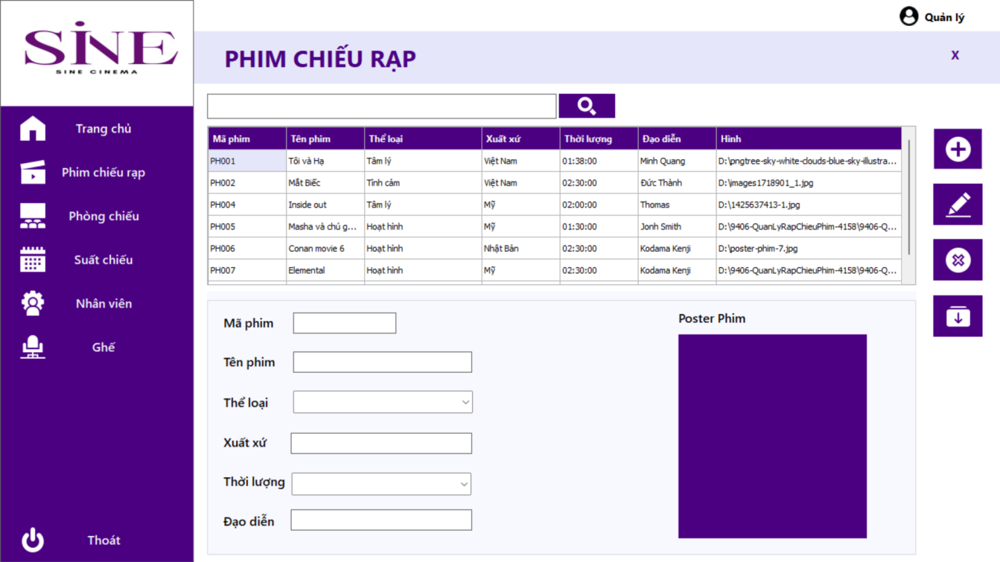 SINE
SINE CINEMA
Quản lý
PHIM CHIẾU RẠP
X
Trang chủ
Phim chiếu rạp
Phòng chiếu
Suất chiếu
Nhân viên
Ghế
Thoát
Mã phim Tên phim Thể loại Xuất xứ Thời lượng Đạo diễn Hình
PH001 Tôi và Hạ Tâm lý Việt Nam 01:38:00 Minh Quang D:\pngtree-sky-white-clouds-blue-sky-illustra...
PH002 Mắt Biếc Tình cảm Việt Nam 02:30:00 Đức Thành D:\images1718901_1.jpg
PH004 Inside out Tâm lý Mỹ 02:00:00 Thomas D:\1425637413-1.jpg
PH005 Masha và chú g... Hoạt hình Mỹ 01:30:00 Jonh Smith D:\9406-QuanLyRapChieuPhim-4158\9406-Q...
PH006 Conan movie 6 Hoạt hình Nhật Bản 02:30:00 Kodama Kenji D:\poster-phim-7.jpg
PH007 Elemental Hoạt hình Mỹ 02:30:00 Kodama Kenji D:\9406-QuanLyRapChieuPhim-4158\9406-Q...
Mã phim
Tên phim
Thể loại
Xuất xứ
Thời lượng
Đạo diễn
Poster Phim